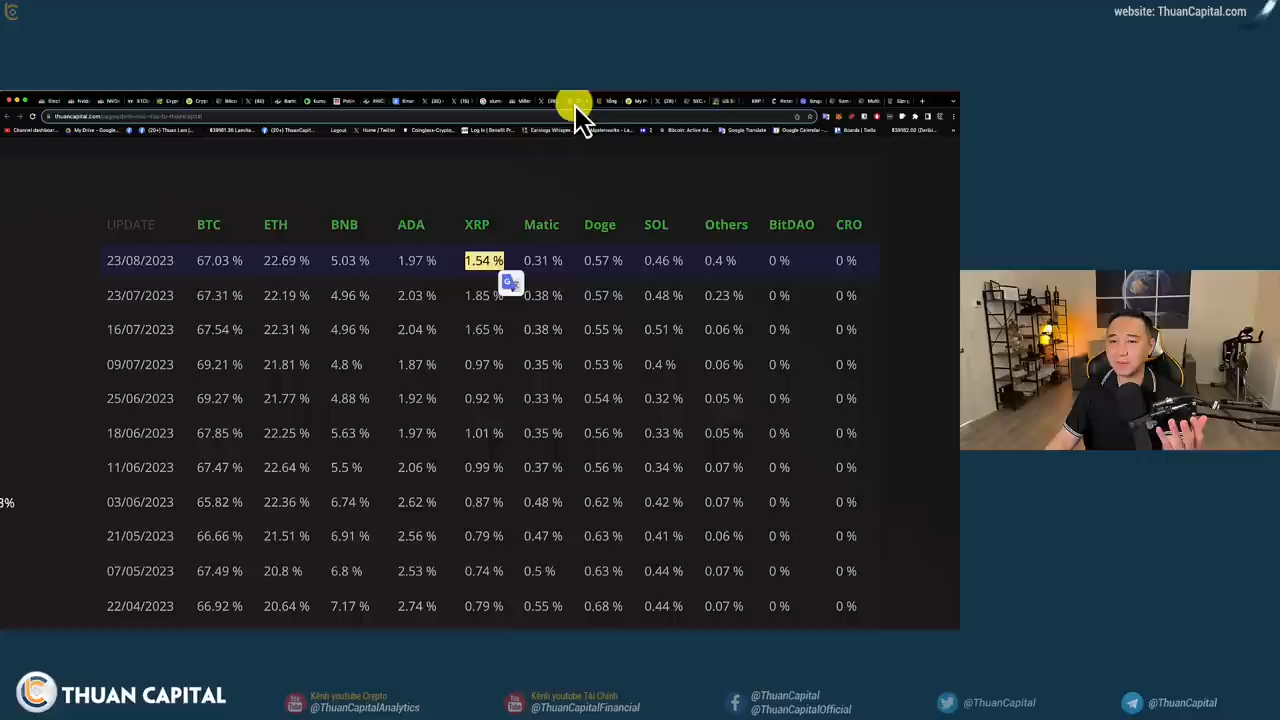 website: ThuanCapital.com
UPDATE BTC ETH BNB ADA XRP Matic Doge SOL Others BitDAO CRO
23/08/2023 67.03 % 22.69 % 5.03 % 1.97 % 1.54 % 0.31 % 0.57 % 0.46 % 0.4 % 0 % 0 %
23/07/2023 67.31 % 22.19 % 4.96 % 2.03 % 1.85 % 0.38 % 0.57 % 0.48 % 0.23 % 0 % 0 %
16/07/2023 67.54 % 22.31 % 4.96 % 2.04 % 1.65 % 0.38 % 0.55 % 0.51 % 0.06 % 0 % 0 %
09/07/2023 69.21 % 21.81 % 4.8 % 1.87 % 0.97 % 0.35 % 0.53 % 0.4 % 0.06 % 0 % 0 %
25/06/2023 69.27 % 21.77 % 4.88 % 1.92 % 0.92 % 0.33 % 0.54 % 0.32 % 0.05 % 0 % 0 %
18/06/2023 67.85 % 22.25 % 5.63 % 1.97 % 1.01 % 0.35 % 0.56 % 0.33 % 0.05 % 0 % 0 %
11/06/2023 67.47 % 22.64 % 5.5 % 2.06 % 0.99 % 0.37 % 0.56 % 0.34 % 0.07 % 0 % 0 %
3%
03/06/2023 65.82 % 22.36 % 6.74 % 2.62 % 0.87 % 0.48 % 0.62 % 0.42 % 0.07 % 0 % 0 %
21/05/2023 66.66 % 21.51 % 6.91 % 2.56 % 0.79 % 0.47 % 0.63 % 0.41 % 0.06 % 0 % 0 %
07/05/2023 67.49 % 20.8 % 6.8 % 2.53 % 0.74 % 0.5 % 0.63 % 0.44 % 0.07 % 0 % 0 %
22/04/2023 66.92 % 20.64 % 7.17 % 2.74 % 0.79 % 0.55 % 0.68 % 0.44 % 0.07 % 0 % 0 %
THUAN CAPITAL
Kênh youtube Crypto
@ThuanCapitalAnalytics
Kênh youtube Tài Chính
@ThuanCapitalFinancial
@ThuanCapital
@ThuanCapitalOfficial
@ThuanCapital
@ThuanCapital